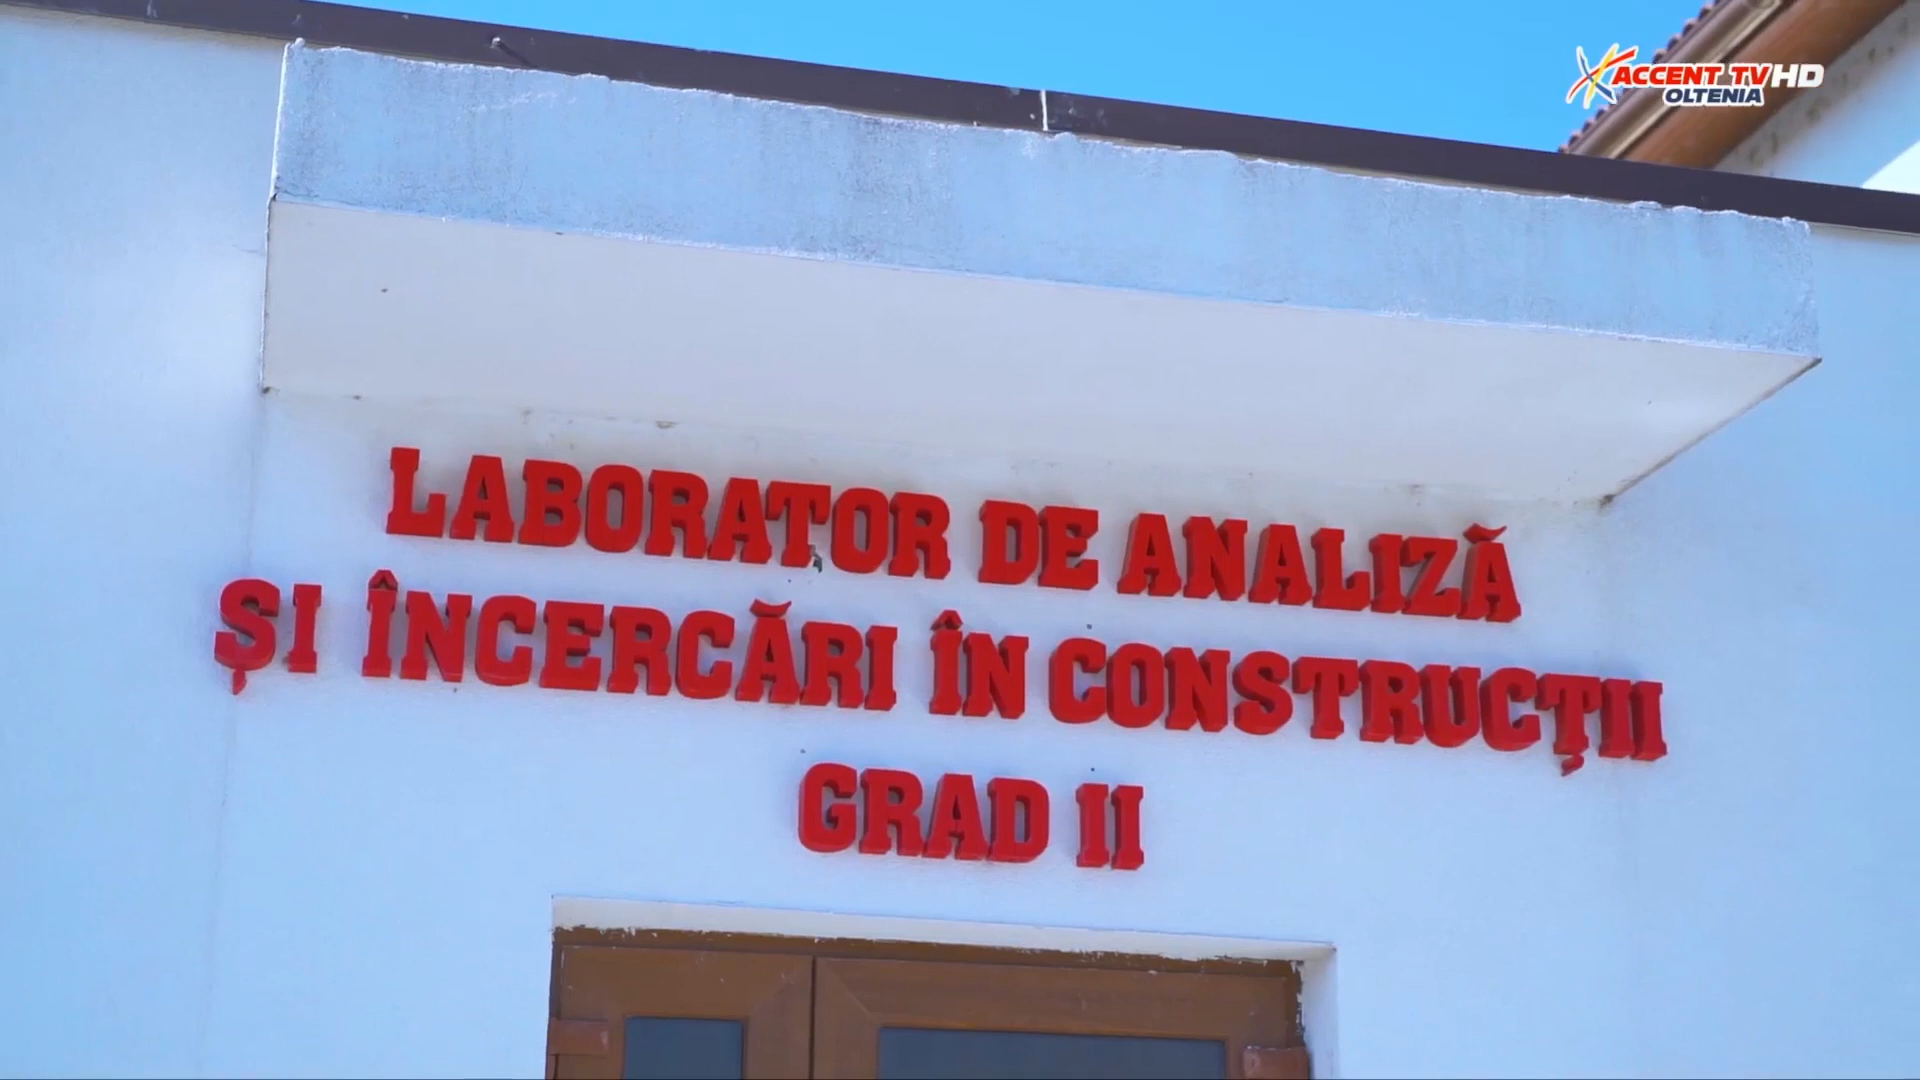 ACCENT TV HD
OLTENIA
LABORATOR DE ANALIZĂ
ȘI ÎNCERCĂRI ÎN CONSTRUCȚII
GRAD II